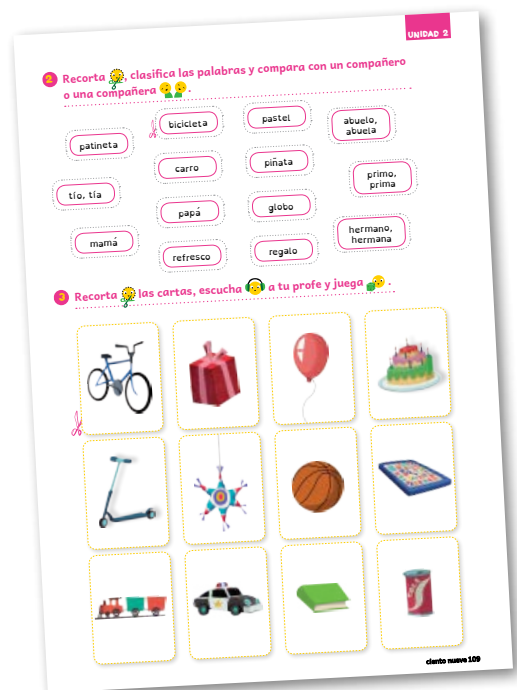 UNIDAD 2
2 Recorta, clasifica las palabras y compara con un compañero
o una compañera.
patineta
bicicleta
pastel
abuelo,
abuela
carro
piñata
primo,
prima
tío, tía
papá
globo
mamá
hermano,
hermana
refresco
regalo
3 Recorta las cartas, escucha a tu profe y juega.
ciento nueve 109